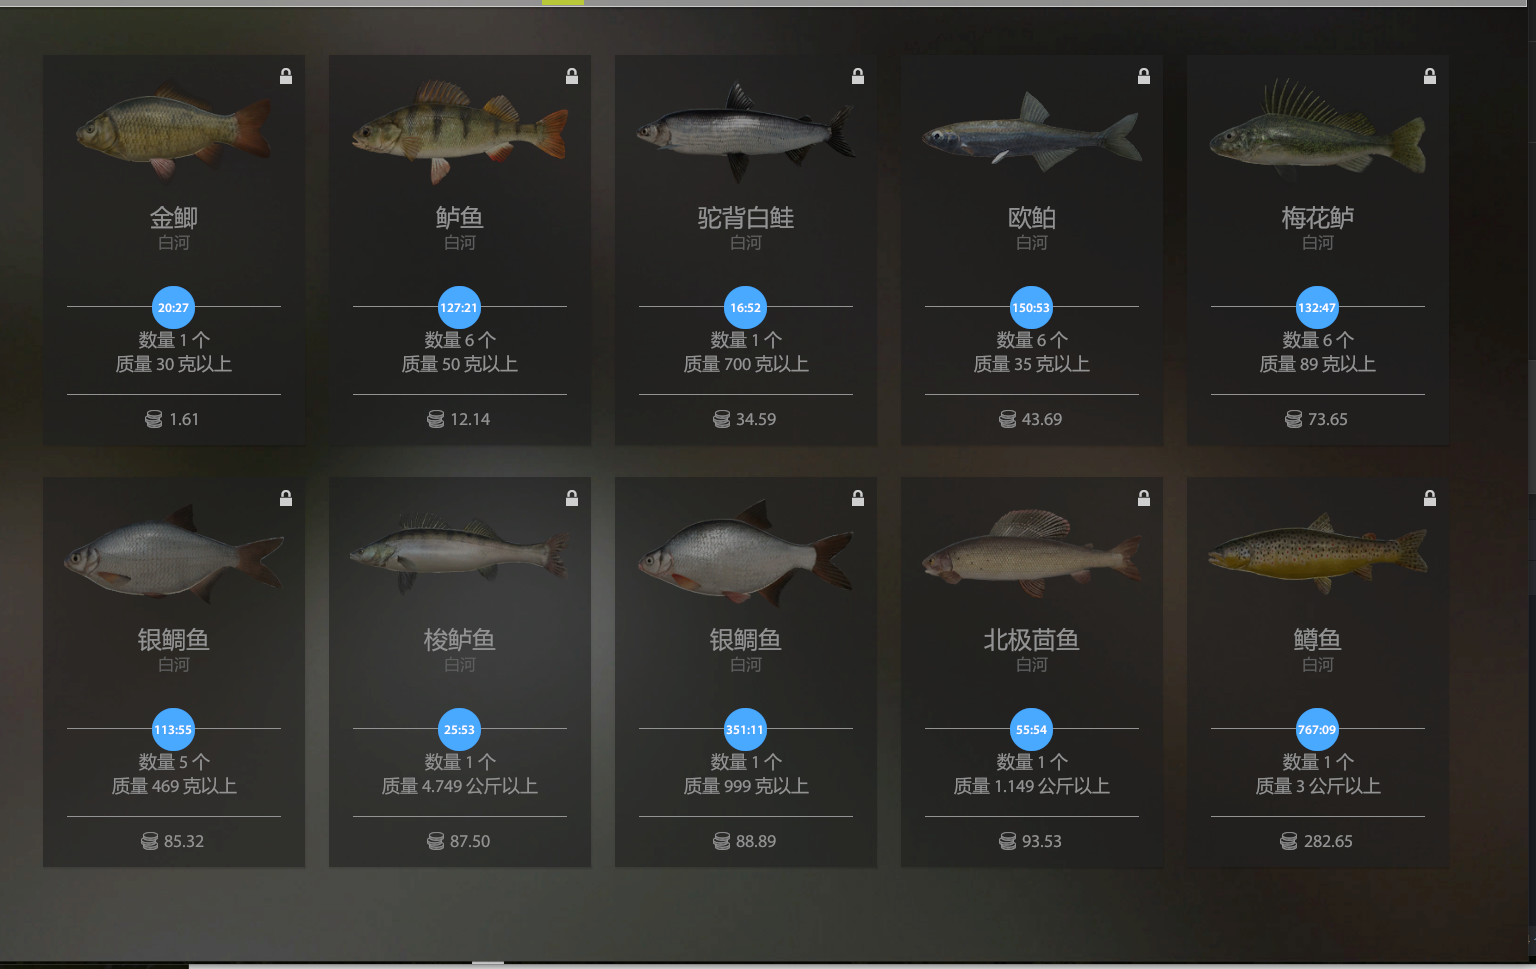 金鲫
白河
20:27
数量 1 个
质量 30 克以上
1.61
鲈鱼
白河
127:21
数量 6 个
质量 50 克以上
12.14
驼背白鲑
白河
16:52
数量 1 个
质量 700 克以上
34.59
欧鲌
白河
150:53
数量 6 个
质量 35 克以上
43.69
梅花鲈
白河
132:47
数量 6 个
质量 89 克以上
73.65
银鲷鱼
白河
113:55
数量 5 个
质量 469 克以上
85.32
梭鲈鱼
白河
25:53
数量 1 个
质量 4.749 公斤以上
87.50
银鲷鱼
白河
351:11
数量 1 个
质量 999 克以上
88.89
北极茴鱼
白河
55:54
数量 1 个
质量 1.149 公斤以上
93.53
鳟鱼
白河
767:09
数量 1 个
质量 3 公斤以上
282.65